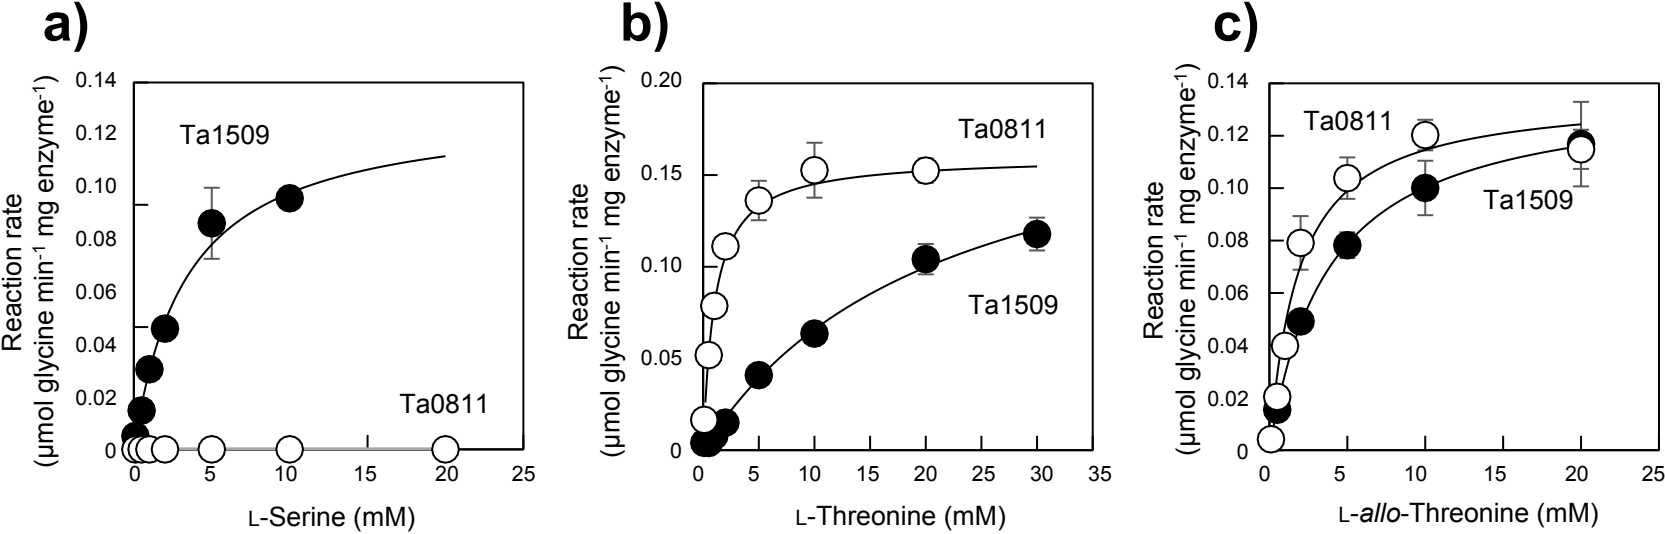 a)
Reaction rate
(µmol glycine min-1 mg enzyme-1)
0.14
0.12
0.10
0.08
0.06
0.04
0.02
0
Ta1509
Ta0811
0 5 10 15 20 25
L-Serine (mM)
b)
Reaction rate
(µmol glycine min-1 mg enzyme-1)
0.20
0.15
0.10
0.05
0
Ta0811
Ta1509
0 5 10 15 20 25 30 35
L-Threonine (mM)
c)
Reaction rate
(µmol glycine min-1 mg enzyme-1)
0.14
0.12
0.10
0.08
0.06
0.04
0.02
0
Ta0811
Ta1509
0 5 10 15 20 25
L-allo-Threonine (mM)